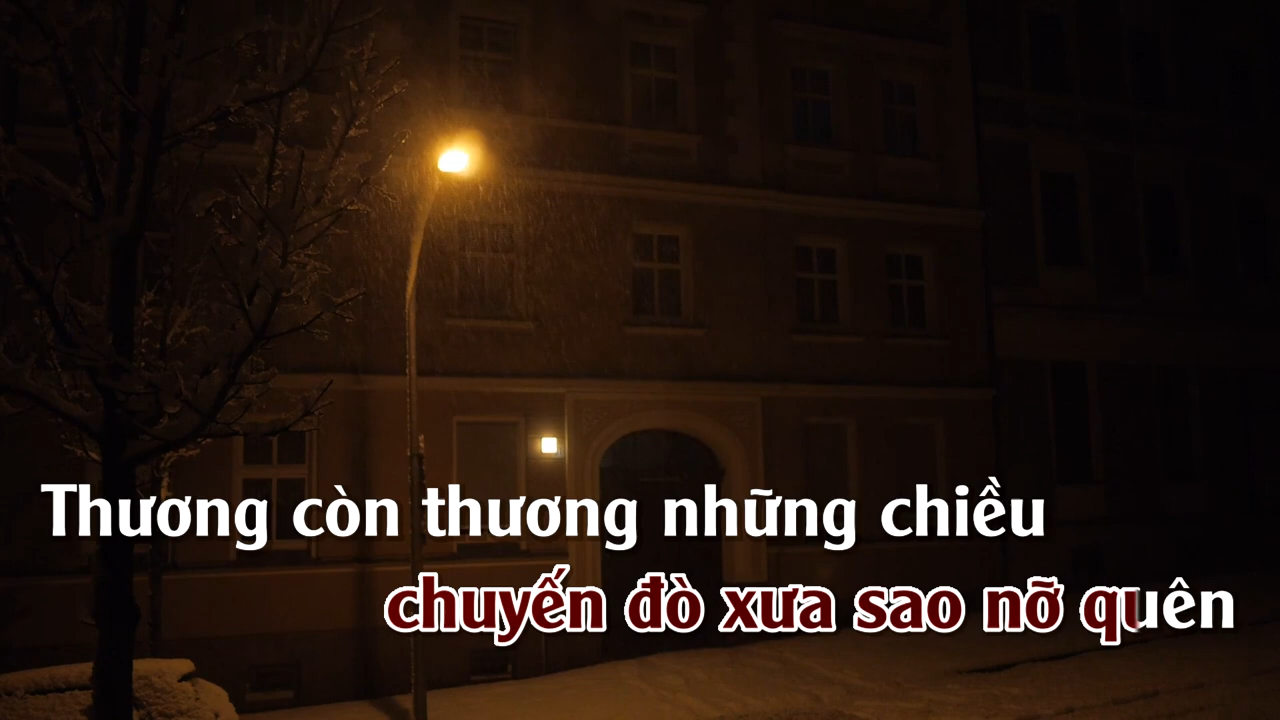 Thương còn thương những chiều
chuyến đò xưa sao nỡ quên